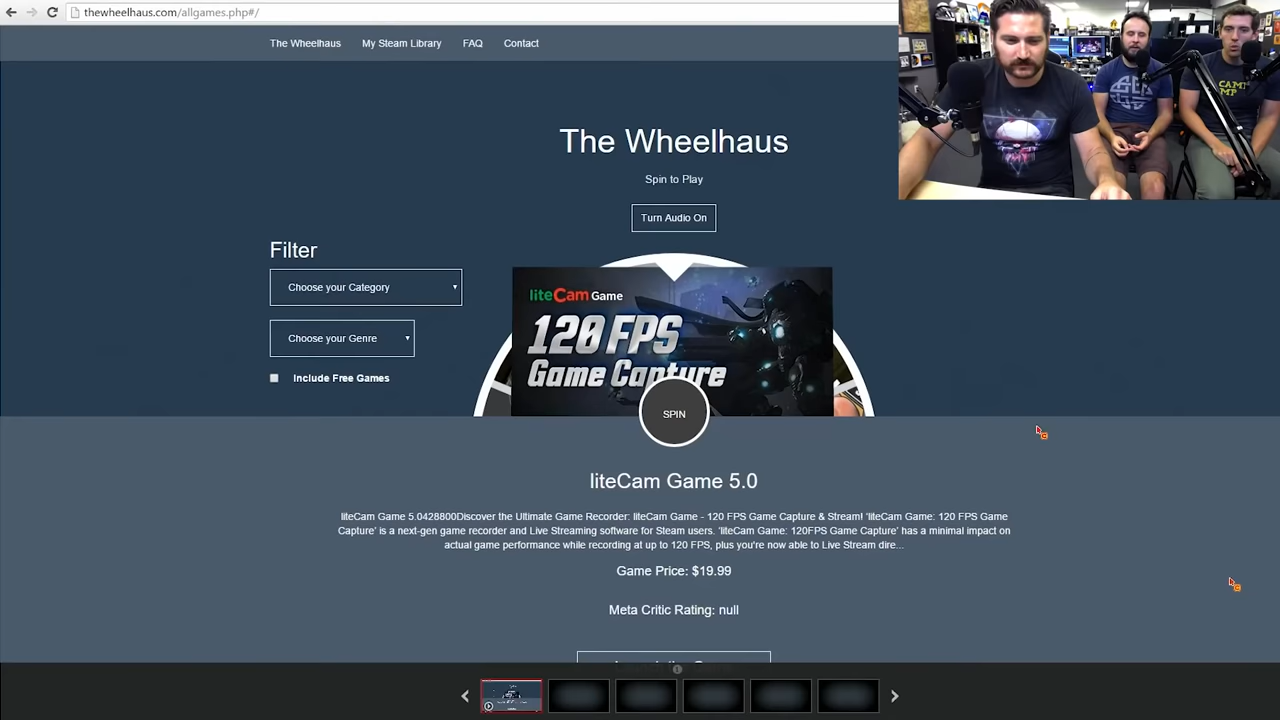 thewheelhaus.com/allgames.php#/
The Wheelhaus
My Steam Library
FAQ
Contact
The Wheelhaus
Spin to Play
Turn Audio On
Filter
Choose your Category
Choose your Genre
Include Free Games
liteCam Game
120 FPS
Game Capture
SPIN
liteCam Game 5.0
liteCam Game 5.0428800Discover the Ultimate Game Recorder: liteCam Game - 120 FPS Game Capture & Stream! 'liteCam Game: 120 FPS Game
Capture' is a next-gen game recorder and Live Streaming software for Steam users. 'liteCam Game: 120FPS Game Capture' has a minimal impact on
actual game performance while recording at up to 120 FPS, plus you're now able to Live Stream dire...
Game Price: $19.99
Meta Critic Rating: null